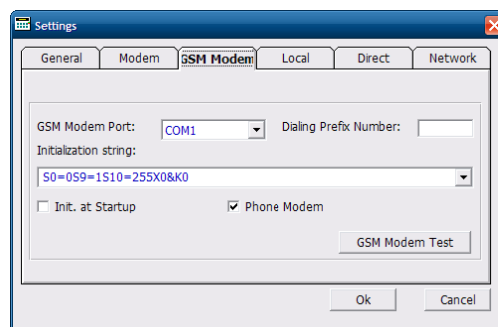 Settings
General Modem GSM Modem Local Direct Network
GSM Modem Port: COM1 Dialing Prefix Number:
Initialization string:
S0=0S9=1S10=255X0&K0
Init. at Startup Phone Modem
GSM Modem Test
Ok Cancel